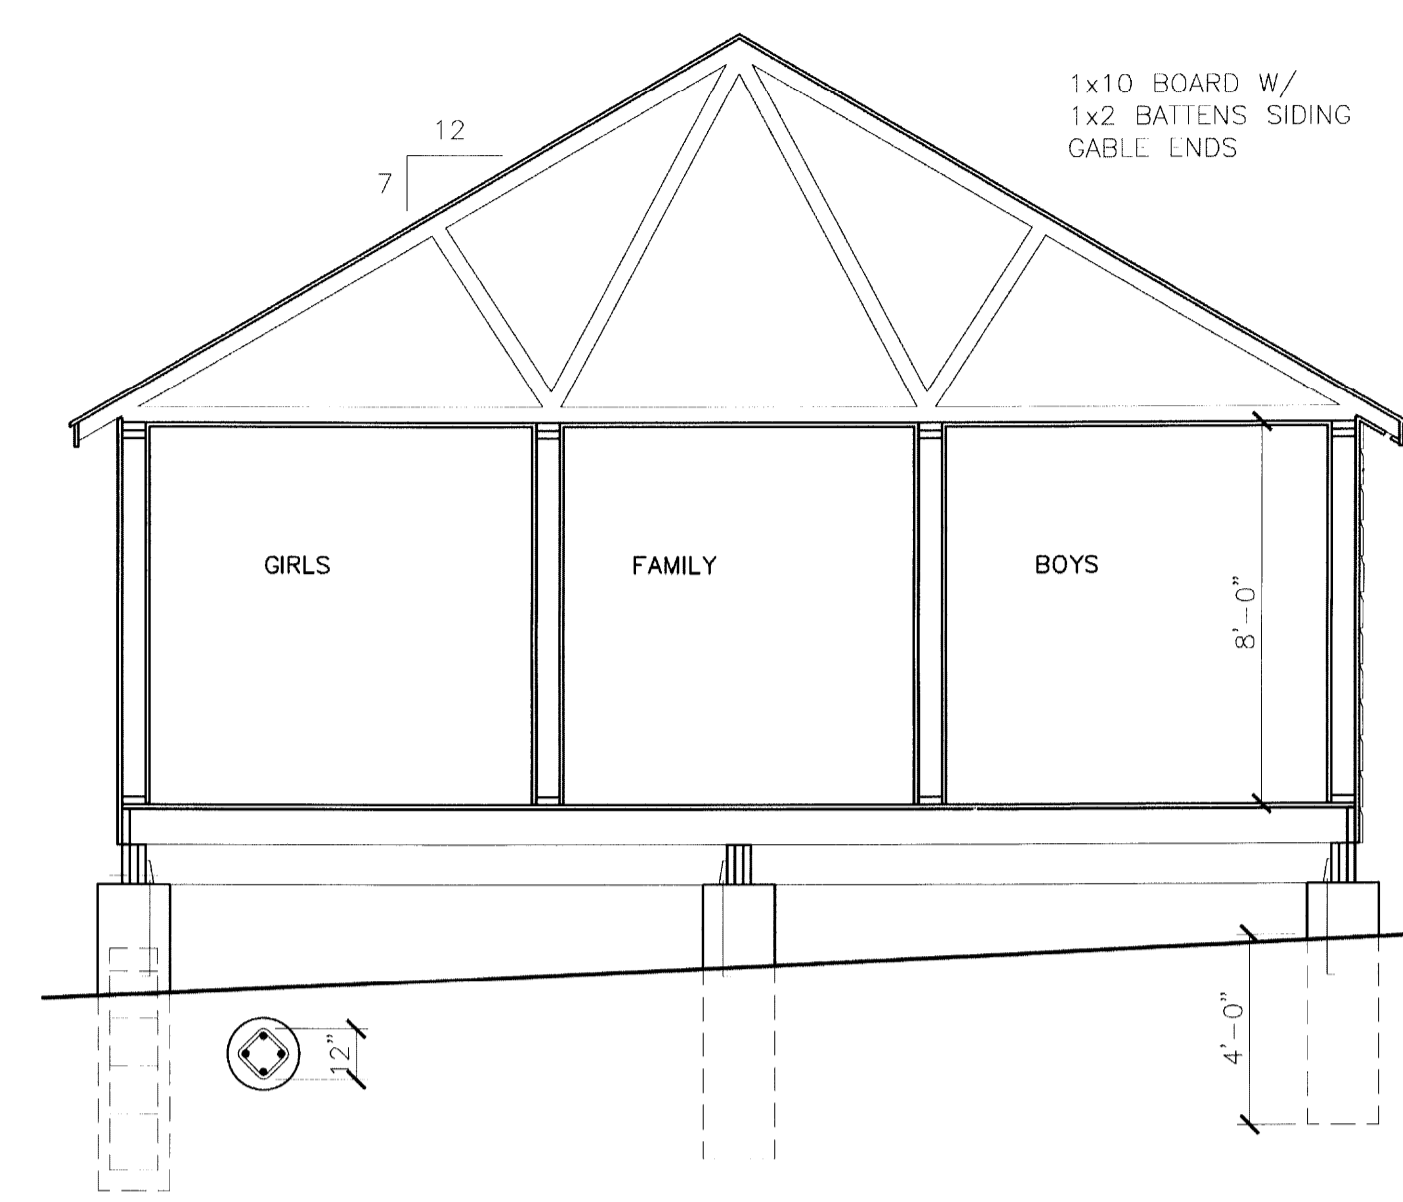 1x10 BOARD W/
1x2 BATTENS SIDING
GABLE ENDS
12
7
GIRLS
FAMILY
BOYS
8'-0"
12"
4'-0"